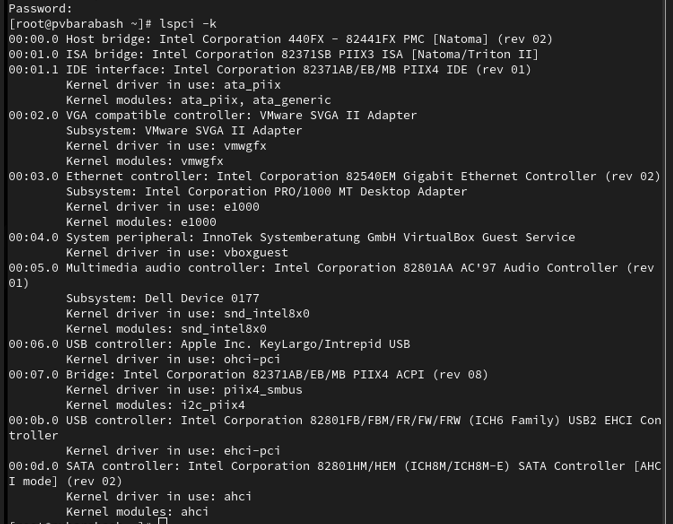 Password:
[root@pvbarabash ~]# lspci -k
00:00.0 Host bridge: Intel Corporation 440FX - 82441FX PMC [Natoma] (rev 02)
00:01.0 ISA bridge: Intel Corporation 82371SB PIIX3 ISA [Natoma/Triton II]
00:01.1 IDE interface: Intel Corporation 82371AB/EB/MB PIIX4 IDE (rev 01)
        Kernel driver in use: ata_piix
        Kernel modules: ata_piix, ata_generic
00:02.0 VGA compatible controller: VMware SVGA II Adapter
        Subsystem: VMware SVGA II Adapter
        Kernel driver in use: vmwgfx
        Kernel modules: vmwgfx
00:03.0 Ethernet controller: Intel Corporation 82540EM Gigabit Ethernet Controller (rev 02)
        Subsystem: Intel Corporation PRO/1000 MT Desktop Adapter
        Kernel driver in use: e1000
        Kernel modules: e1000
00:04.0 System peripheral: InnoTek Systemberatung GmbH VirtualBox Guest Service
        Kernel driver in use: vboxguest
00:05.0 Multimedia audio controller: Intel Corporation 82801AA AC'97 Audio Controller (rev
01)
        Subsystem: Dell Device 0177
        Kernel driver in use: snd_intel8x0
        Kernel modules: snd_intel8x0
00:06.0 USB controller: Apple Inc. KeyLargo/Intrepid USB
        Kernel driver in use: ohci-pci
00:07.0 Bridge: Intel Corporation 82371AB/EB/MB PIIX4 ACPI (rev 08)
        Kernel driver in use: piix4_smbus
        Kernel modules: i2c_piix4
00:0b.0 USB controller: Intel Corporation 82801FB/FBM/FR/FW/FRW (ICH6 Family) USB2 EHCI Con
troller
        Kernel driver in use: ehci-pci
00:0d.0 SATA controller: Intel Corporation 82801HM/HEM (ICH8M/ICH8M-E) SATA Controller [AHC
I mode] (rev 02)
        Kernel driver in use: ahci
        Kernel modules: ahci